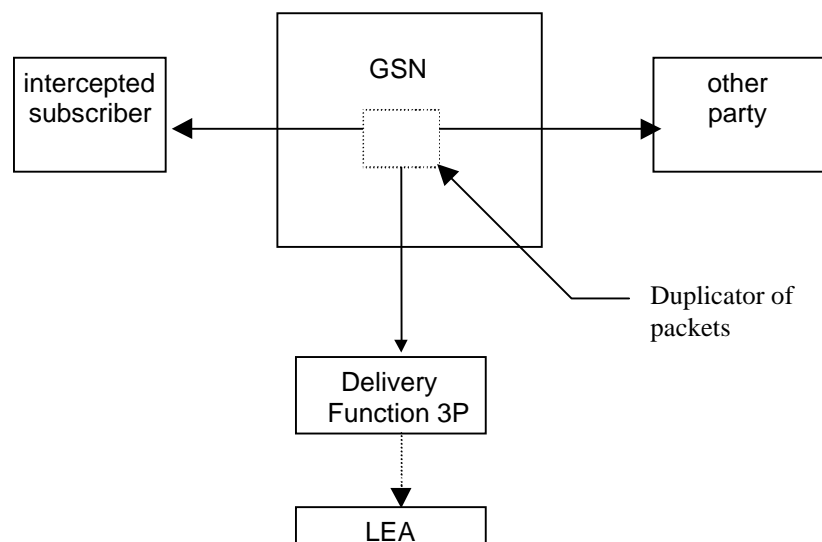 GSN
intercepted
subscriber
other
party
Duplicator of
packets
Delivery
Function 3P
LEA